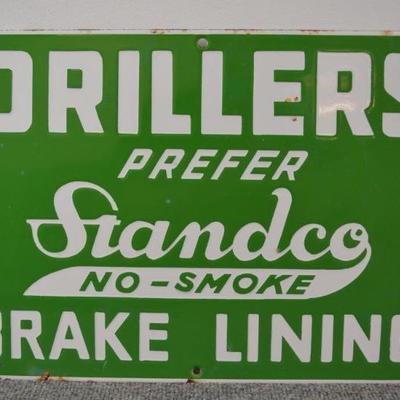 DRILLERS
PREFER
Standco
NO-SMOKE
BRAKE LINING